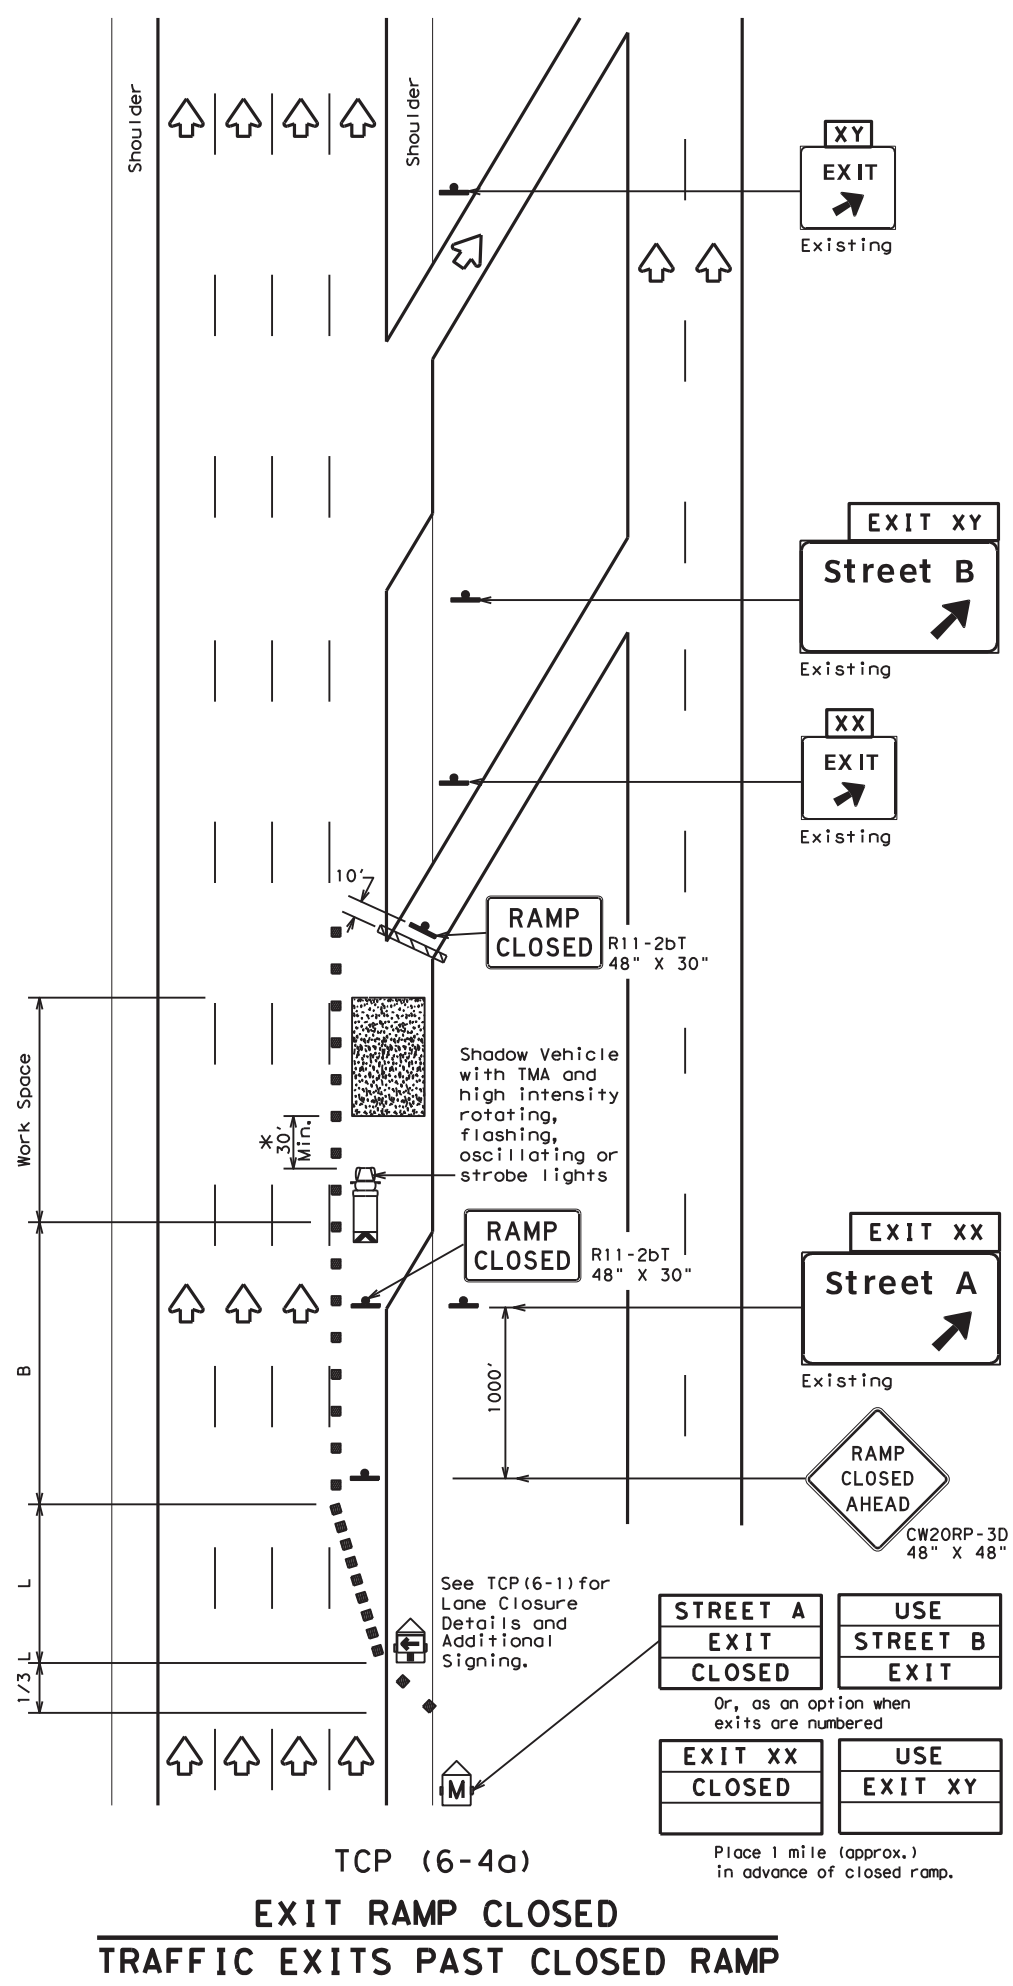 Shoulder
Shoulder
XY
EXIT
Existing
EXIT XY
Street B
Existing
XX
EXIT
Existing
10'
RAMP
CLOSED
R11-2bT
48" X 30"
Work Space
*
30'
Min.
Shadow Vehicle
with TMA and
high intensity
rotating,
flashing,
oscillating or
strobe lights
RAMP
CLOSED
R11-2bT
48" X 30"
EXIT XX
Street A
Existing
B
1000'
RAMP
CLOSED
AHEAD
CW20RP-3D
48" X 48"
L
See TCP(6-1)for
Lane Closure
Details and
Additional
Signing.
1/3 L
STREET A
EXIT
CLOSED
USE
STREET B
EXIT
Or, as an option when
exits are numbered
EXIT XX
CLOSED
USE
EXIT XY
M
Place 1 mile (approx.)
in advance of closed ramp.
TCP (6-4a)
EXIT RAMP CLOSED
TRAFFIC EXITS PAST CLOSED RAMP